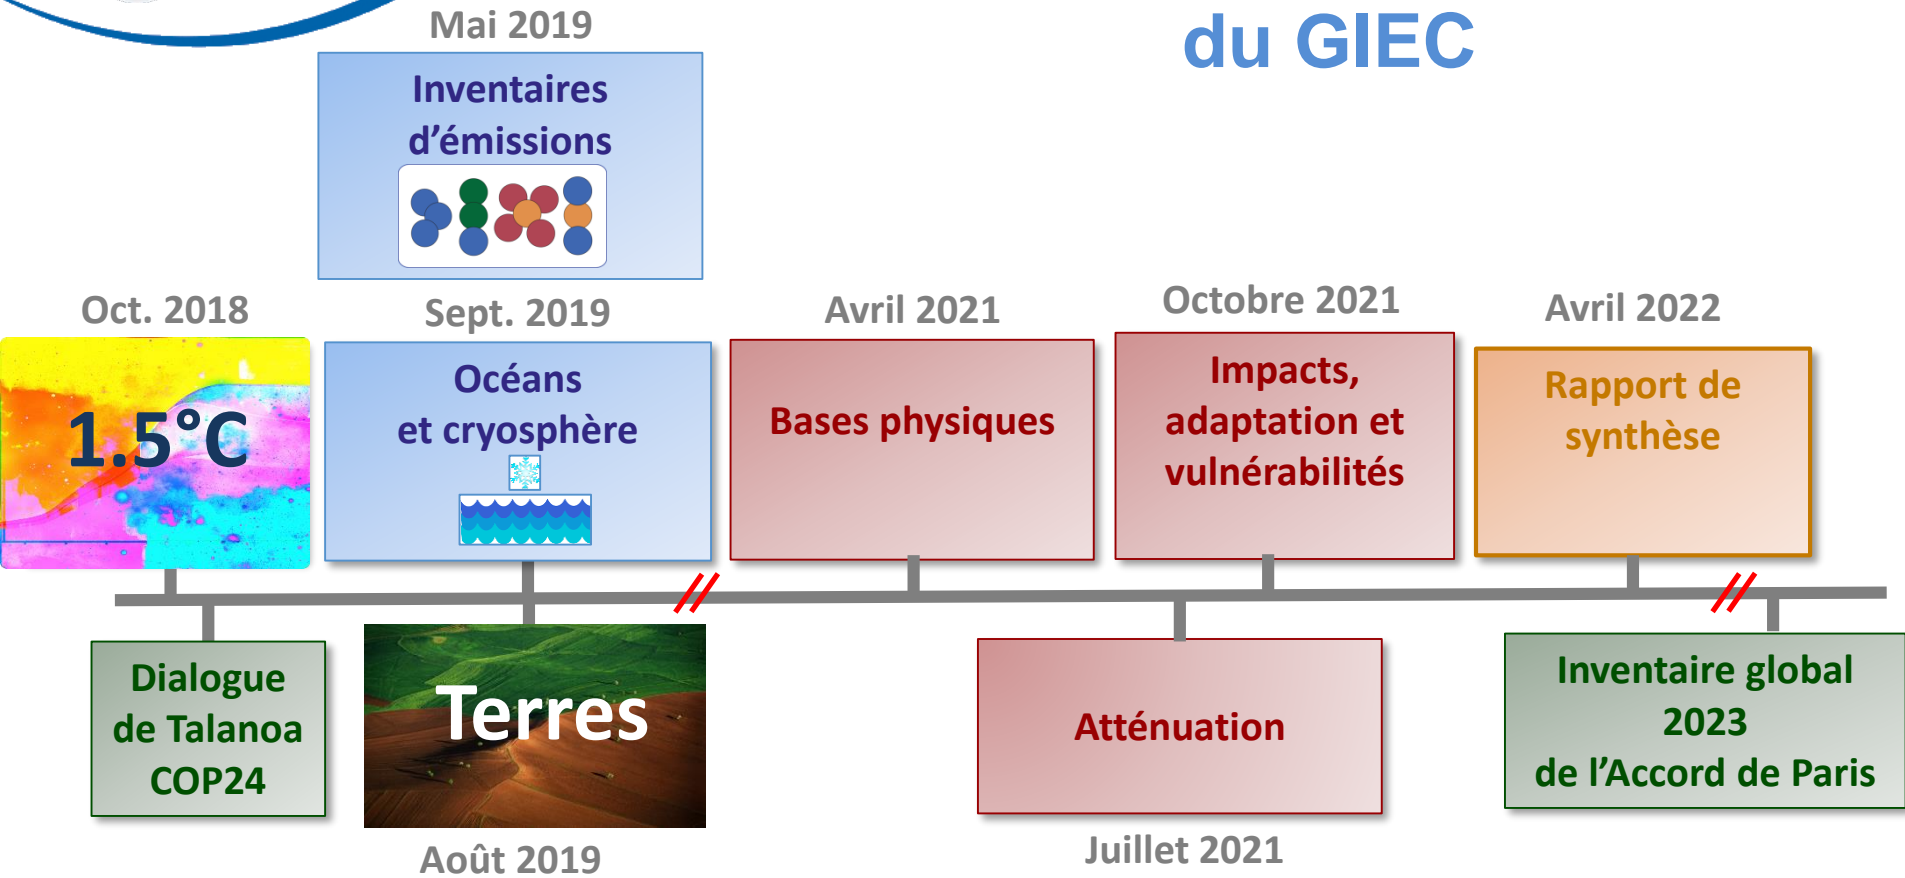 du GIEC
Mai 2019
Inventaires
d’émissions
Oct. 2018
1.5°C
Sept. 2019
Océans
et cryosphère
Avril 2021
Bases physiques
Octobre 2021
Impacts,
adaptation et
vulnérabilités
Avril 2022
Rapport de
synthèse
Dialogue
de Talanoa
COP24
Terres
Août 2019
Atténuation
Juillet 2021
Inventaire global
2023
de l’Accord de Paris